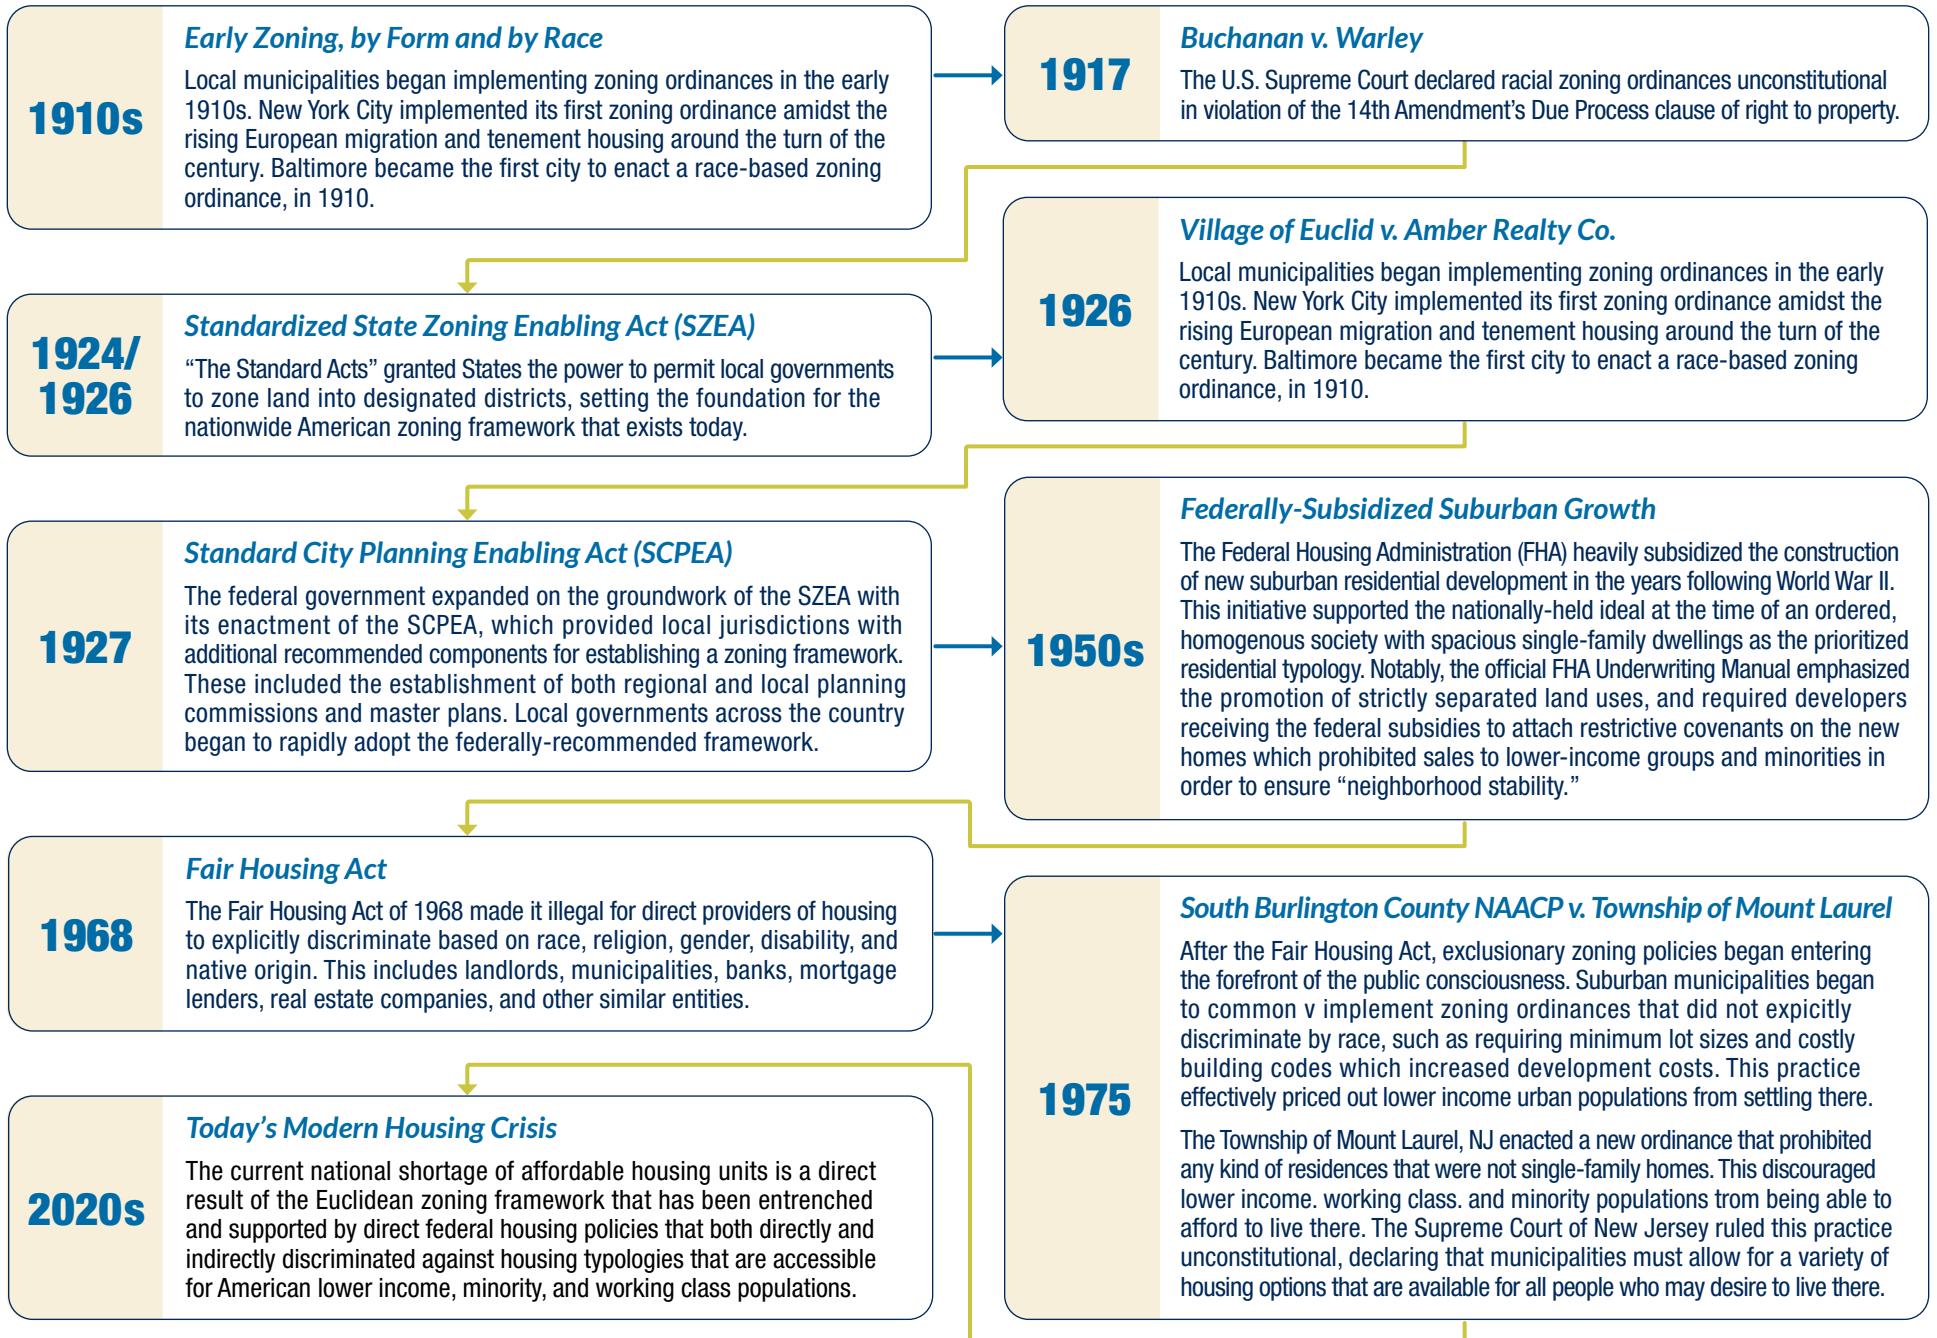 1910s
Early Zoning, by Form and by Race
Local municipalities began implementing zoning ordinances in the early
1910s. New York City implemented its first zoning ordinance amidst the
rising European migration and tenement housing around the turn of the
century. Baltimore became the first city to enact a race-based zoning
ordinance, in 1910.
1917
Buchanan v. Warley
The U.S. Supreme Court declared racial zoning ordinances unconstitutional
in violation of the 14th Amendment’s Due Process clause of right to property.
1924/
1926
Standardized State Zoning Enabling Act (SZEA)
“The Standard Acts” granted States the power to permit local governments
to zone land into designated districts, setting the foundation for the
nationwide American zoning framework that exists today.
1926
Village of Euclid v. Amber Realty Co.
Local municipalities began implementing zoning ordinances in the early
1910s. New York City implemented its first zoning ordinance amidst the
rising European migration and tenement housing around the turn of the
century. Baltimore became the first city to enact a race-based zoning
ordinance, in 1910.
1927
Standard City Planning Enabling Act (SCPEA)
The federal government expanded on the groundwork of the SZEA with
its enactment of the SCPEA, which provided local jurisdictions with
additional recommended components for establishing a zoning framework.
These included the establishment of both regional and local planning
commissions and master plans. Local governments across the country
began to rapidly adopt the federally-recommended framework.
1950s
Federally-Subsidized Suburban Growth
The Federal Housing Administration (FHA) heavily subsidized the construction
of new suburban residential development in the years following World War II.
This initiative supported the nationally-held ideal at the time of an ordered,
homogenous society with spacious single-family dwellings as the prioritized
residential typology. Notably, the official FHA Underwriting Manual emphasized
the promotion of strictly separated land uses, and required developers
receiving the federal subsidies to attach restrictive covenants on the new
homes which prohibited sales to lower-income groups and minorities in
order to ensure “neighborhood stability.”
1968
Fair Housing Act
The Fair Housing Act of 1968 made it illegal for direct providers of housing
to explicitly discriminate based on race, religion, gender, disability, and
native origin. This includes landlords, municipalities, banks, mortgage
lenders, real estate companies, and other similar entities.
1975
South Burlington County NAACP v. Township of Mount Laurel
After the Fair Housing Act, exclusionary zoning policies began entering
the forefront of the public consciousness. Suburban municipalities began
to common v implement zoning ordinances that did not expicitly
discriminate by race, such as requiring minimum lot sizes and costly
building codes which increased development costs. This practice
effectively priced out lower income urban populations from settling there.
The Township of Mount Laurel, NJ enacted a new ordinance that prohibited
any kind of residences that were not single-family homes. This discouraged
lower income. working class. and minority populations trom being able to
afford to live there. The Supreme Court of New Jersey ruled this practice
unconstitutional, declaring that municipalities must allow for a variety of
housing options that are available for all people who may desire to live there.
2020s
Today’s Modern Housing Crisis
The current national shortage of affordable housing units is a direct
result of the Euclidean zoning framework that has been entrenched
and supported by direct federal housing policies that both directly and
indirectly discriminated against housing typologies that are accessible
for American lower income, minority, and working class populations.